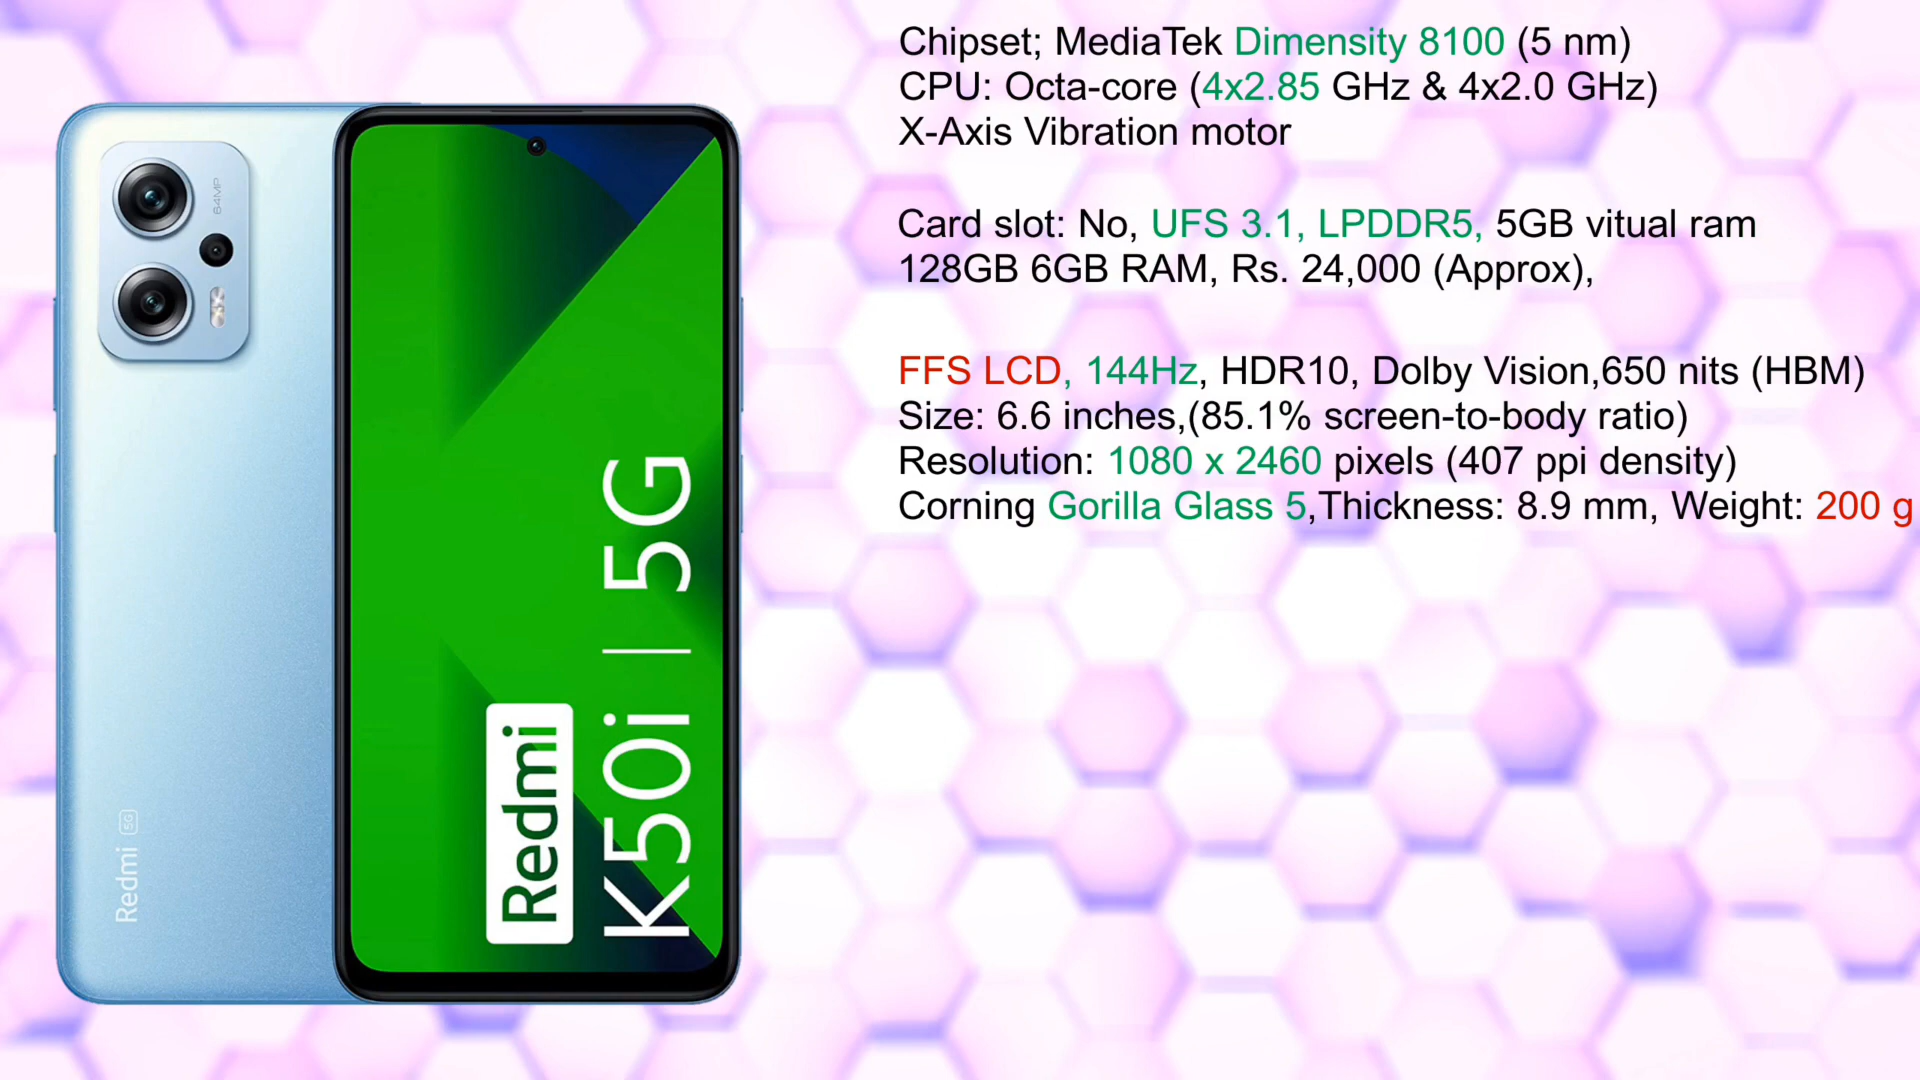 Chipset; MediaTek Dimensity 8100 (5 nm)
CPU: Octa-core (4x2.85 GHz & 4x2.0 GHz)
X-Axis Vibration motor
Card slot: No, UFS 3.1, LPDDR5, 5GB vitual ram
128GB 6GB RAM, Rs. 24,000 (Approx),
FFS LCD, 144Hz, HDR10, Dolby Vision,650 nits (HBM)
Size: 6.6 inches,(85.1% screen-to-body ratio)
Resolution: 1080 x 2460 pixels (407 ppi density)
Corning Gorilla Glass 5,Thickness: 8.9 mm, Weight: 200 g
64MP
Redmi 5G
Redmi
K50i | 5G